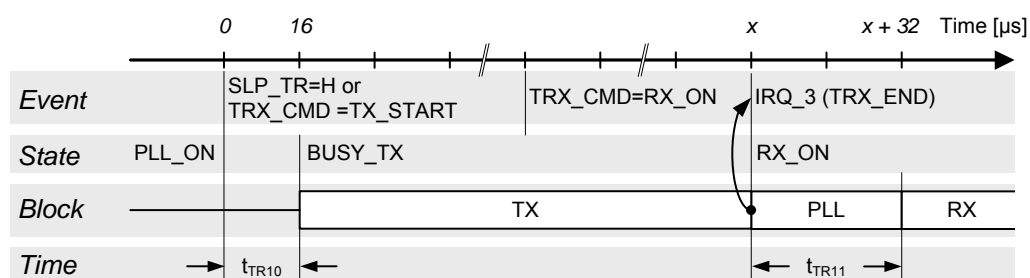 0 16 x x + 32 Time [µs]
Event SLP_TR=H or
TRX_CMD =TX_START TRX_CMD=RX_ON IRQ_3 (TRX_END)
State PLL_ON BUSY_TX RX_ON
Block TX PLL RX
Time tTR10 tTR11